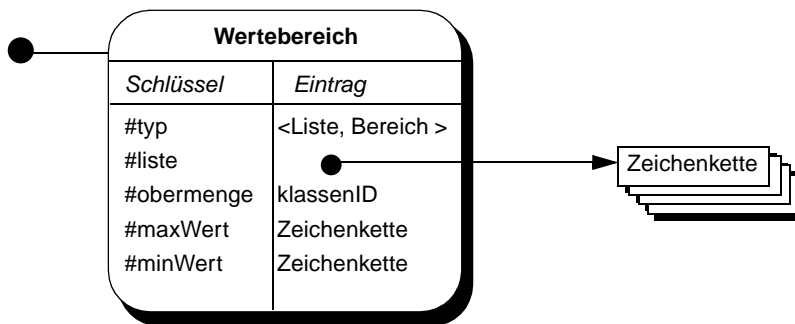 Wertebereich
Schlüssel Eintrag
#typ <Liste, Bereich >
#liste
Zeichenkette
#obermenge klassenID
#maxWert Zeichenkette
#minWert Zeichenkette